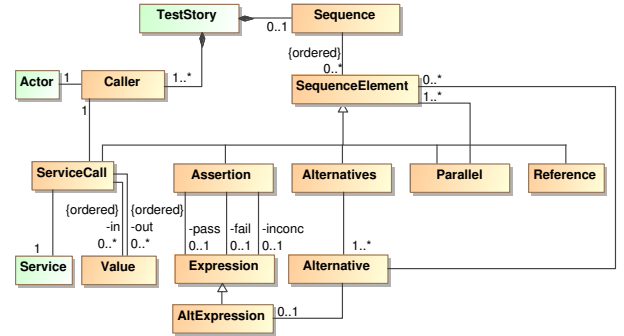 TestStory
Sequence
0..1
{ordered}
0..*
Actor
1
Caller
1..*
SequenceElement
0..*
1..*
1
ServiceCall
Assertion
Alternatives
Parallel
Reference
{ordered}
-in
0..*
{ordered}
-out
0..*
-pass
0..1
-fail
0..1
-inconc
0..1
1..*
1
Service
Value
Expression
Alternative
AltExpression
0..1